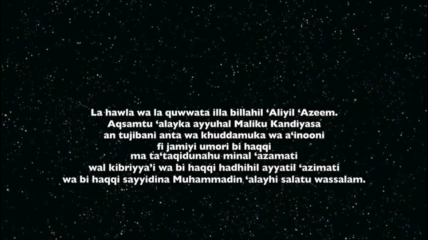 La hawla wa la quwwata illa billahil ‘Aliyil ‘Azeem.
Aqsamtu ‘alayka ayyuhal Maliku Kandiyasa
an tujibani anta wa khuddamuka wa a‘inooni
fi jamiyi umori bi haqqi
ma ta‘taqidunahu minal ‘azamati
wal kibriyya’i wa bi haqqi hadhihil ayyatil ‘azimati
wa bi haqqi sayyidina Muhammadin ‘alayhi salatu wassalam.